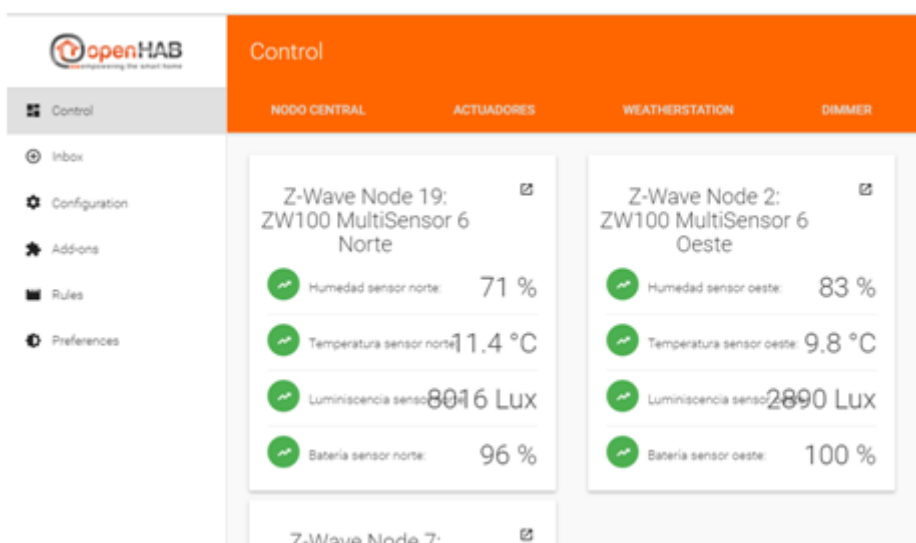 openHAB
empowering the smart home
Control
Inbox
Configuration
Add-ons
Rules
Preferences
Control
NODO CENTRAL
ACTUADORES
WEATHERSTATION
DIMMER
Z-Wave Node 19:
ZW100 MultiSensor 6
Norte
Humedad sensor norte: 71 %
Temperatura sensor norte 11.4 °C
Luminiscencia sensor 8016 Lux
Batería sensor norte: 96 %
Z-Wave Node 2:
ZW100 MultiSensor 6
Oeste
Humedad sensor oeste: 83 %
Temperatura sensor oeste: 9.8 °C
Luminiscencia sensor 2890 Lux
Batería sensor oeste: 100 %
Z-Wave Node 7: